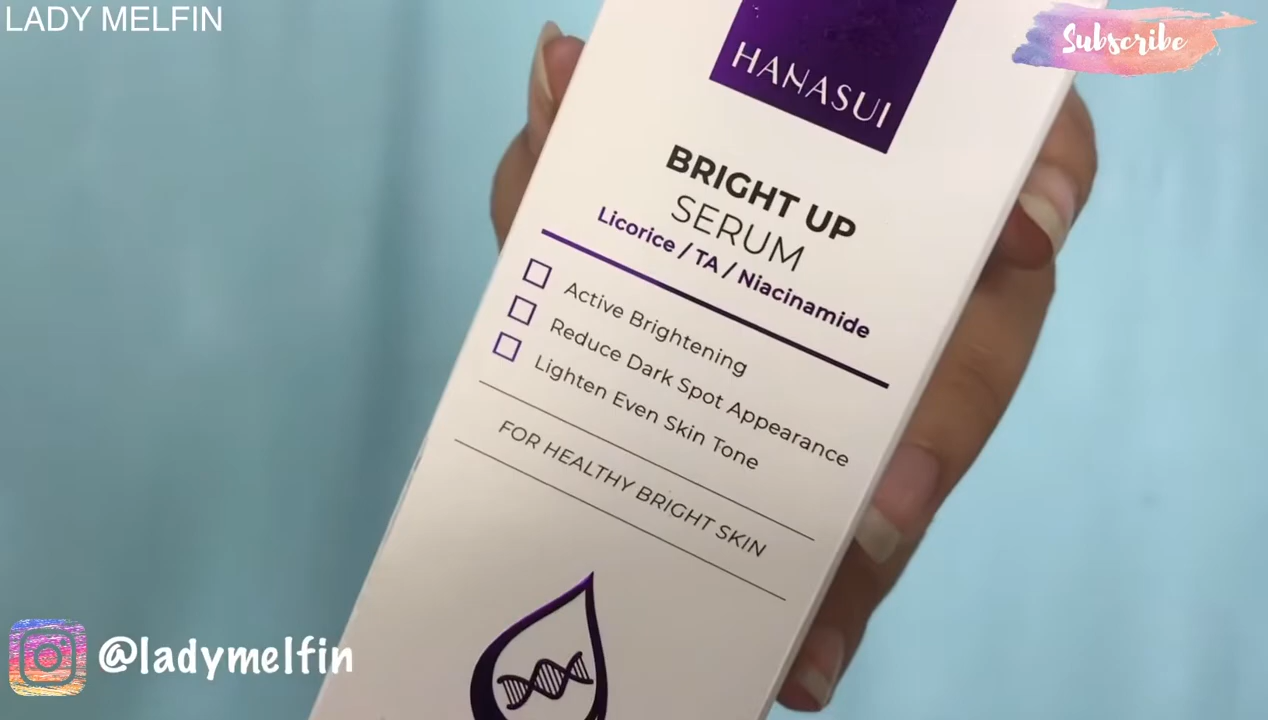 LADY MELFIN
Subscribe
HANASUI
BRIGHT UP
SERUM
Licorice / TA / Niacinamide
Active Brightening
Reduce Dark Spot Appearance
Lighten Even Skin Tone
FOR HEALTHY BRIGHT SKIN
@ladymelfin